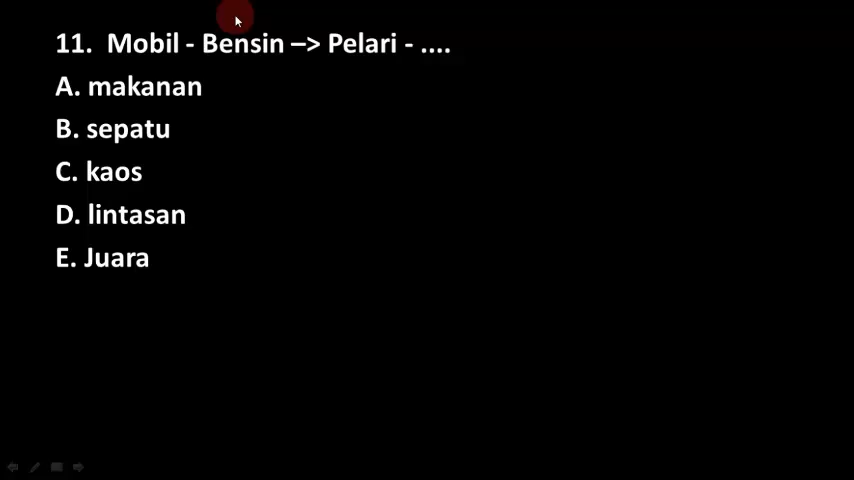 11. Mobil - Bensin –> Pelari - ....
A. makanan
B. sepatu
C. kaos
D. lintasan
E. Juara